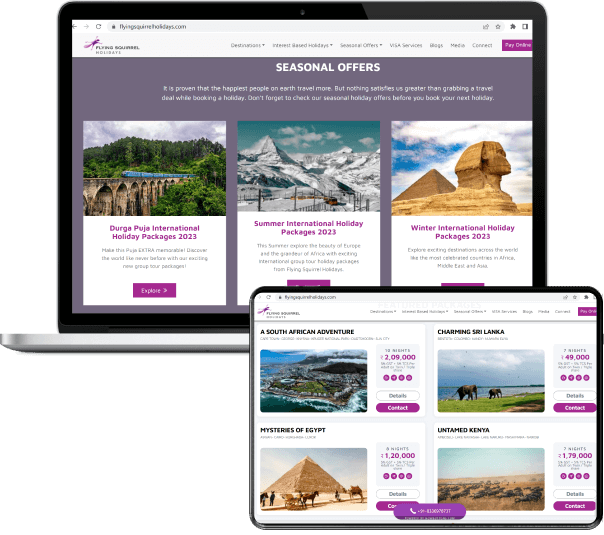 flyingsquirrelholidays.com
FLYING SQUIRREL
HOLIDAYS
Destinations Interest Based Holidays Seasonal Offers VISA Services Blogs Media Connect Pay Online
SEASONAL OFFERS
It is proven that the happiest people on earth travel more. But nothing satisfies us greater than grabbing a travel
deal while booking a holiday. Don't forget to check our seasonal holiday offers before you book your next holiday.
Durga Puja International
Holiday Packages 2023
Make this Puja EXTRA memorable! Discover
the world like never before with our exciting
new group tour packages!
Explore >
Summer International Holiday
Packages 2023
This Summer explore the beauty of Europe
and the grandeur of Africa with exciting
international group tour holiday packages
from Flying Squirrel Holidays.
Winter International Holiday
Packages 2023
Explore exciting destinations across the world
like the most celebrated countries in Africa,
Middle East and Asia.
flyingsquirrelholidays.com
FLYING SQUIRREL
HOLIDAYS
Destinations Interest Based Holidays Seasonal Offers VISA Services Blogs Media Connect Pay Onlin
A SOUTH AFRICAN ADVENTURE
10 NIGHTS
₹ 2,09,000
Details
Contact
CHARMING SRI LANKA
7 NIGHTS
₹ 49,000
Details
Contact
MYSTERIES OF EGYPT
8 NIGHTS
₹ 1,20,000
Details
UNTAMED KENYA
7 NIGHTS
₹ 1,79,000
Details
Contact